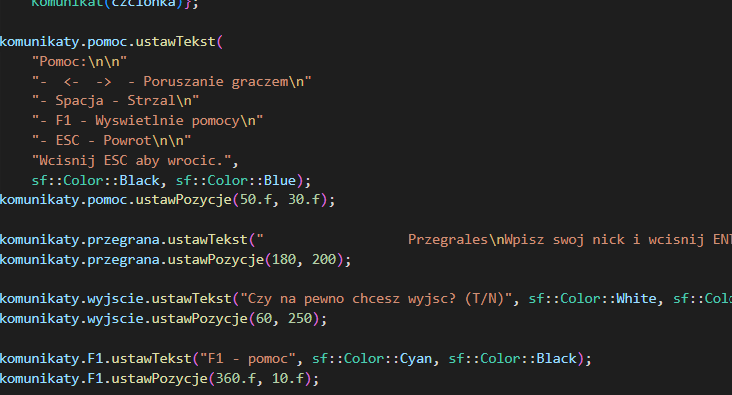 Komunikat(czcionka)};
komunikaty.pomoc.ustawTekst(
"Pomoc:\n\n"
"-  <-  ->  - Poruszanie graczem\n"
"- Spacja - Strzal\n"
"- F1 - Wyswietlnie pomocy\n"
"- ESC - Powrot\n\n"
"Wcisnij ESC aby wrocic.",
sf::Color::Black, sf::Color::Blue);
komunikaty.pomoc.ustawPozycje(50.f, 30.f);
komunikaty.przegrana.ustawTekst("                  Przegrales\nWpisz swoj nick i wcisnij ENT
komunikaty.przegrana.ustawPozycje(180, 200);
komunikaty.wyjscie.ustawTekst("Czy na pewno chcesz wyjsc? (T/N)", sf::Color::White, sf::Colo
komunikaty.wyjscie.ustawPozycje(60, 250);
komunikaty.F1.ustawTekst("F1 - pomoc", sf::Color::Cyan, sf::Color::Black);
komunikaty.F1.ustawPozycje(360.f, 10.f);